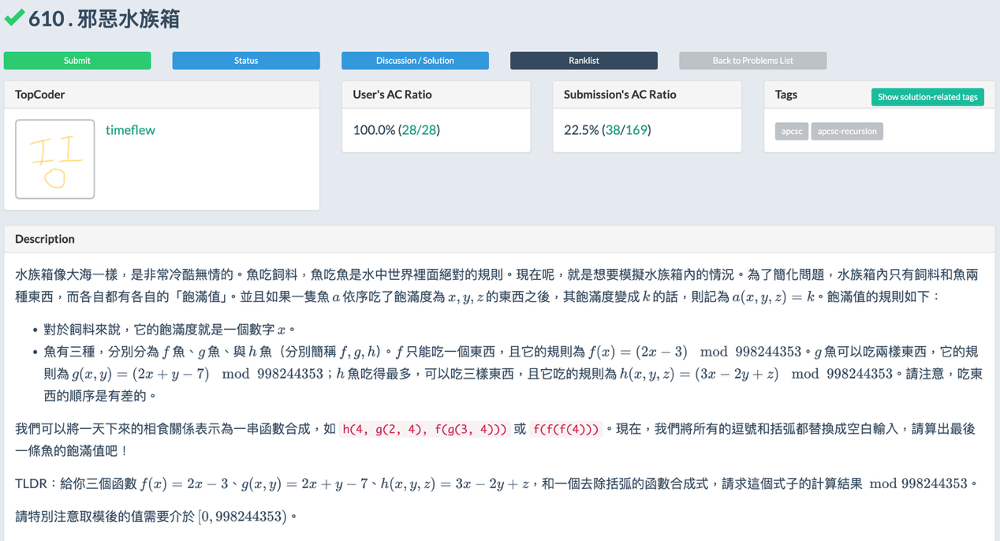 610 . 邪惡水族箱
Submit
Status
Discussion / Solution
Ranklist
Back to Problems List
TopCoder
User's AC Ratio
Submission's AC Ratio
Tags
Show solution-related tags
timeflew
100.0% (28/28)
22.5% (38/169)
apcsc
apcsc-recursion
Description
水族箱像大海一樣，是非常冷酷無情的。魚吃飼料，魚吃魚是水中世界裡面絕對的規則。現在呢，就是想要模擬水族箱內的情況。為了簡化問題，水族箱內只有飼料和魚兩
種東西，而各自都有各自的「飽滿值」。並且如果一隻魚 a 依序吃了飽滿度為 x, y, z 的東西之後，其飽滿度變成 k 的話，則記為 a(x, y, z) = k。飽滿值的規則如下：
• 對於飼料來說，它的飽滿度就是一個數字 x。
• 魚有三種，分別分為 f 魚、g 魚、與 h 魚（分別簡稱 f, g, h）。f 只能吃一個東西，且它的規則為 f(x) = (2x − 3) mod 998244353。g 魚可以吃兩樣東西，它的規
則為 g(x, y) = (2x + y − 7) mod 998244353；h 魚吃得最多，可以吃三樣東西，且它吃的規則為 h(x, y, z) = (3x − 2y + z) mod 998244353。請注意，吃東
西的順序是有差的。
我們可以將一天下來的相食關係表示為一串函數合成，如 h(4, g(2, 4), f(g(3, 4))) 或 f(f(f(4))) 。現在，我們將所有的逗號和括弧都替換成空白輸入，請算出最後
一條魚的飽滿值吧！
TLDR：給你三個函數 f(x) = 2x − 3、g(x, y) = 2x + y − 7、h(x, y, z) = 3x − 2y + z，和一個去除括弧的函數合成式，請求這個式子的計算結果 mod 998244353。
請特別注意取模後的值需要介於 [0, 998244353)。